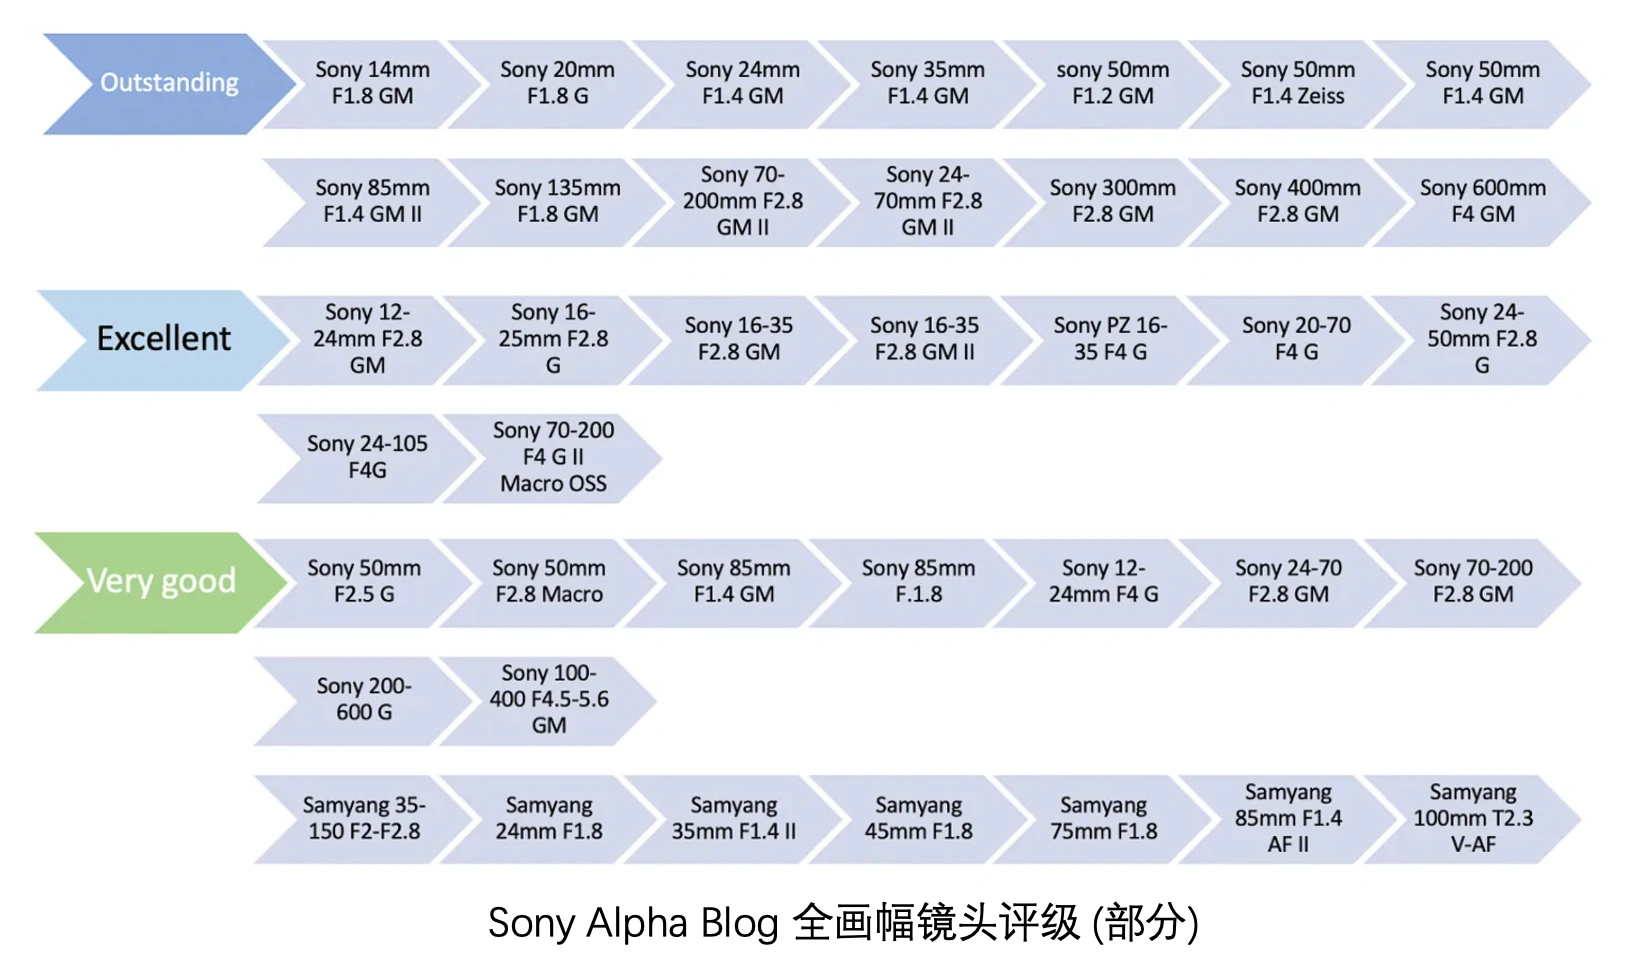 Outstanding
Sony 14mm
F1.8 GM
Sony 20mm
F1.8 G
Sony 24mm
F1.4 GM
Sony 35mm
F1.4 GM
sony 50mm
F1.2 GM
Sony 50mm
F1.4 Zeiss
Sony 50mm
F1.4 GM
Sony 85mm
F1.4 GM II
Sony 135mm
F1.8 GM
Sony 70-
200mm F2.8
GM II
Sony 24-
70mm F2.8
GM II
Sony 300mm
F2.8 GM
Sony 400mm
F2.8 GM
Sony 600mm
F4 GM
Excellent
Sony 12-
24mm F2.8
GM
Sony 16-
25mm F2.8
G
Sony 16-35
F2.8 GM
Sony 16-35
F2.8 GM II
Sony PZ 16-
35 F4 G
Sony 20-70
F4 G
Sony 24-
50mm F2.8
G
Sony 24-105
F4G
Sony 70-200
F4 G II
Macro OSS
Very good
Sony 50mm
F2.5 G
Sony 50mm
F2.8 Macro
Sony 85mm
F1.4 GM
Sony 85mm
F.1.8
Sony 12-
24mm F4 G
Sony 24-70
F2.8 GM
Sony 70-200
F2.8 GM
Sony 200-
600 G
Sony 100-
400 F4.5-5.6
GM
Samyang 35-
150 F2-F2.8
Samyang
24mm F1.8
Samyang
35mm F1.4 II
Samyang
45mm F1.8
Samyang
75mm F1.8
Samyang
85mm F1.4
AF II
Samyang
100mm T2.3
V-AF
Sony Alpha Blog 全画幅镜头评级 (部分)